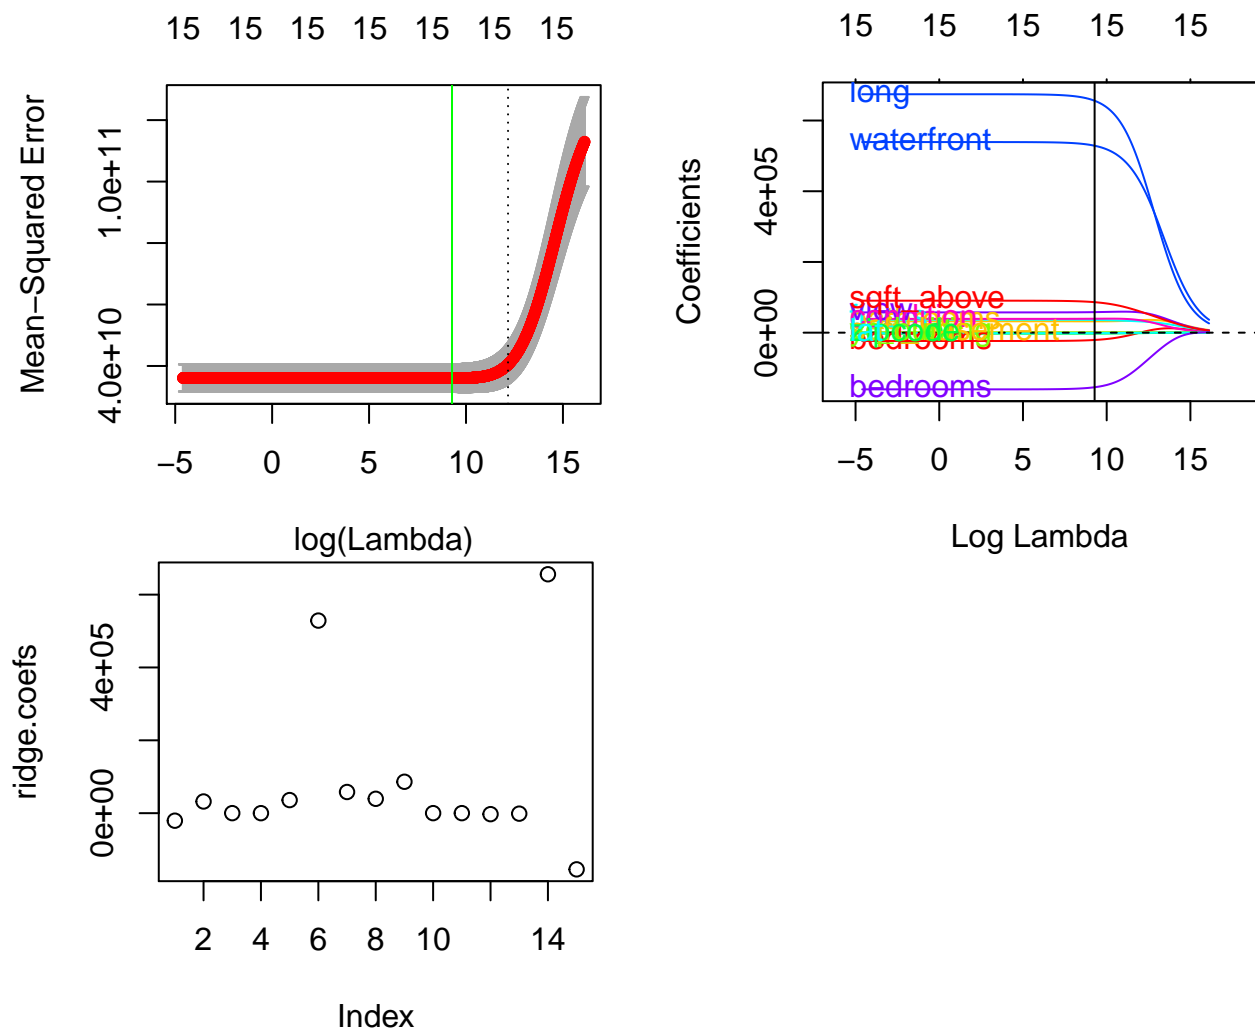 15 15 15 15 15 15 15
Mean−Squared Error
4.0e+10 1.0e+11
−5 0 5 10 15
log(Lambda)
15 15 15 15 15
Coefficients
0e+00 4e+05
long
waterfront
sqft_above
view
bedrooms
bedrooms
−5 0 5 10 15
Log Lambda
ridge.coefs
0e+00 4e+05
2 4 6 8 10 14
Index